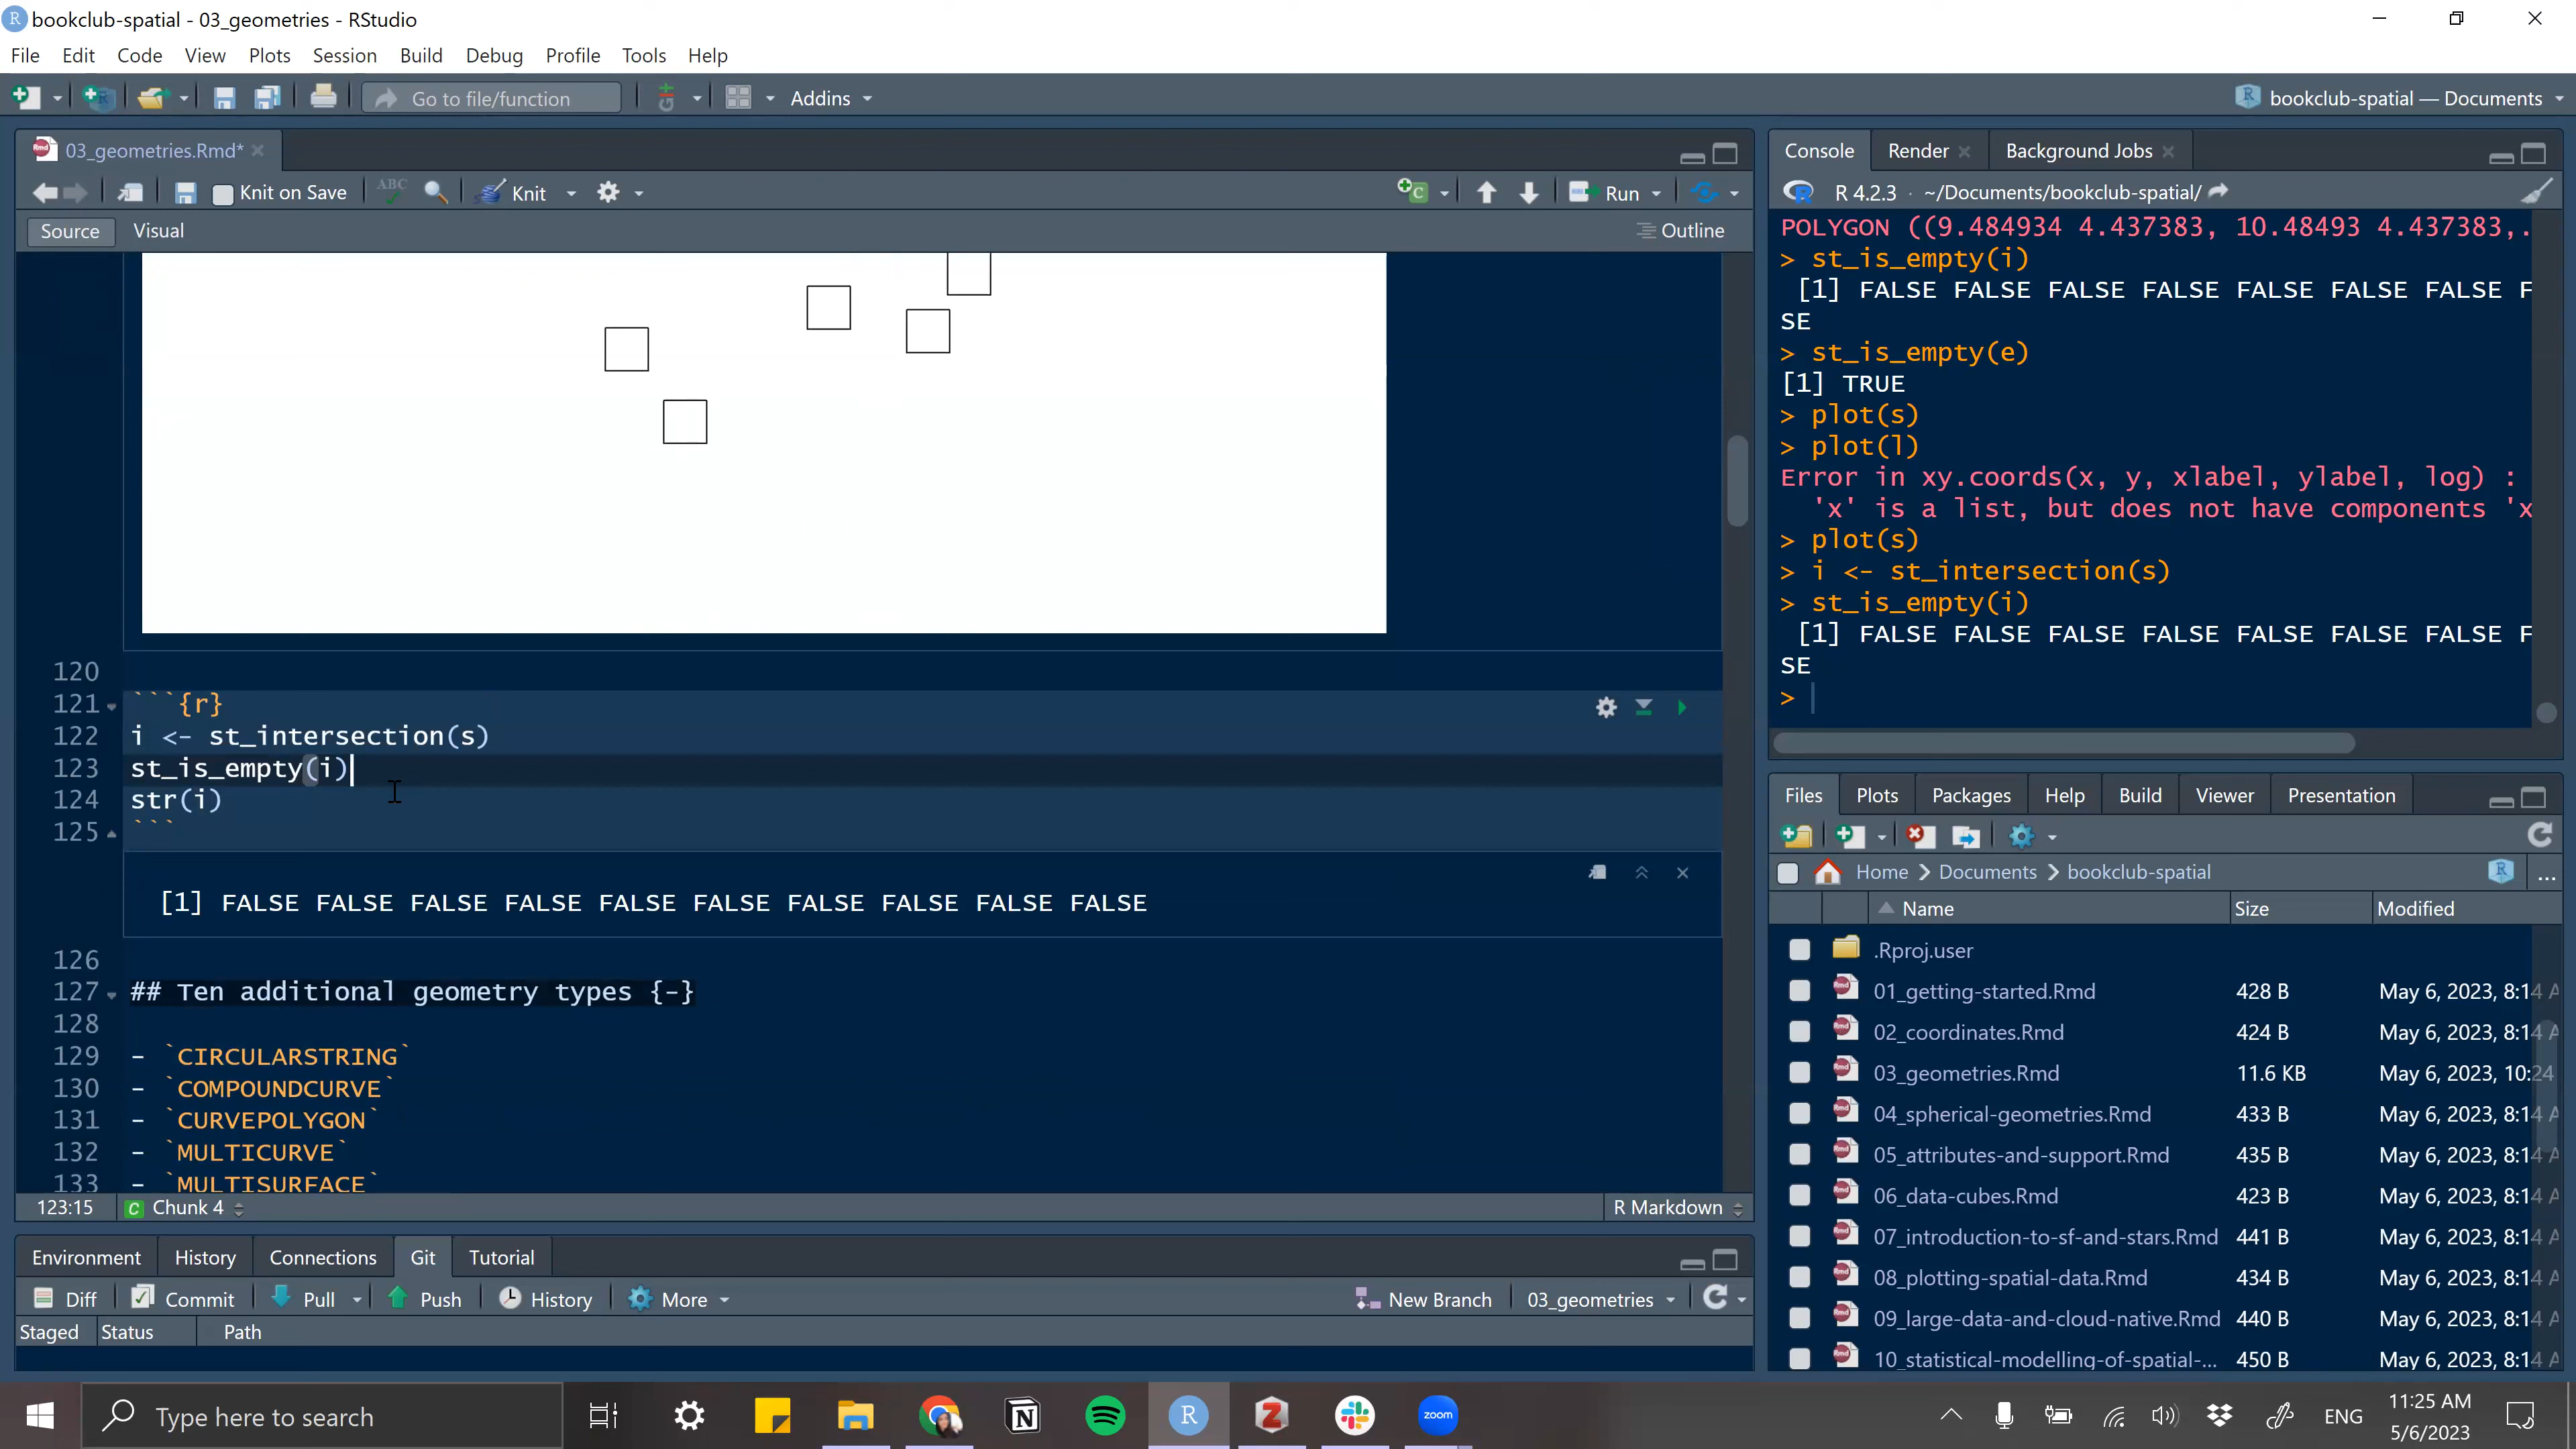 bookclub-spatial - 03_geometries - RStudio
File Edit Code View Plots Session Build Debug Profile Tools Help
Go to file/function Addins bookclub-spatial — Documents
03_geometries.Rmd*
Knit on Save ABC Knit Run
Source Visual Outline
120
121 ```{r}
122 i <- st_intersection(s)
123 st_is_empty(i)
124 str(i)
125 ```
[1] FALSE FALSE FALSE FALSE FALSE FALSE FALSE FALSE FALSE FALSE
126
127 ## Ten additional geometry types {-}
128
129 - `CIRCULARSTRING`
130 - `COMPOUNDCURVE`
131 - `CURVEPOLYGON`
132 - `MULTICURVE`
133 - `MULTISURFACE`
123:15 Chunk 4 R Markdown
Environment History Connections Git Tutorial
Diff Commit Pull Push History More New Branch 03_geometries
Staged Status Path
Console Render Background Jobs
R 4.2.3 · ~/Documents/bookclub-spatial/
POLYGON ((9.484934 4.437383, 10.48493 4.437383,.
> st_is_empty(i)
[1] FALSE FALSE FALSE FALSE FALSE FALSE FALSE F
SE
> st_is_empty(e)
[1] TRUE
> plot(s)
> plot(l)
Error in xy.coords(x, y, xlabel, ylabel, log) :
'x' is a list, but does not have components 'x
> plot(s)
> i <- st_intersection(s)
> st_is_empty(i)
[1] FALSE FALSE FALSE FALSE FALSE FALSE FALSE F
SE
>
Files Plots Packages Help Build Viewer Presentation
Home Documents bookclub-spatial ...
Name Size Modified
.Rproj.user
01_getting-started.Rmd 428 B May 6, 2023, 8:14 A
02_coordinates.Rmd 424 B May 6, 2023, 8:14 A
03_geometries.Rmd 11.6 KB May 6, 2023, 10:24
04_spherical-geometries.Rmd 433 B May 6, 2023, 8:14 A
05_attributes-and-support.Rmd 435 B May 6, 2023, 8:14 A
06_data-cubes.Rmd 423 B May 6, 2023, 8:14 A
07_introduction-to-sf-and-stars.Rmd 441 B May 6, 2023, 8:14 A
08_plotting-spatial-data.Rmd 434 B May 6, 2023, 8:14 A
09_large-data-and-cloud-native.Rmd 440 B May 6, 2023, 8:14 A
10_statistical-modelling-of-spatial-... 450 B May 6, 2023, 8:14 A
Type here to search zoom ENG 11:25 AM
5/6/2023